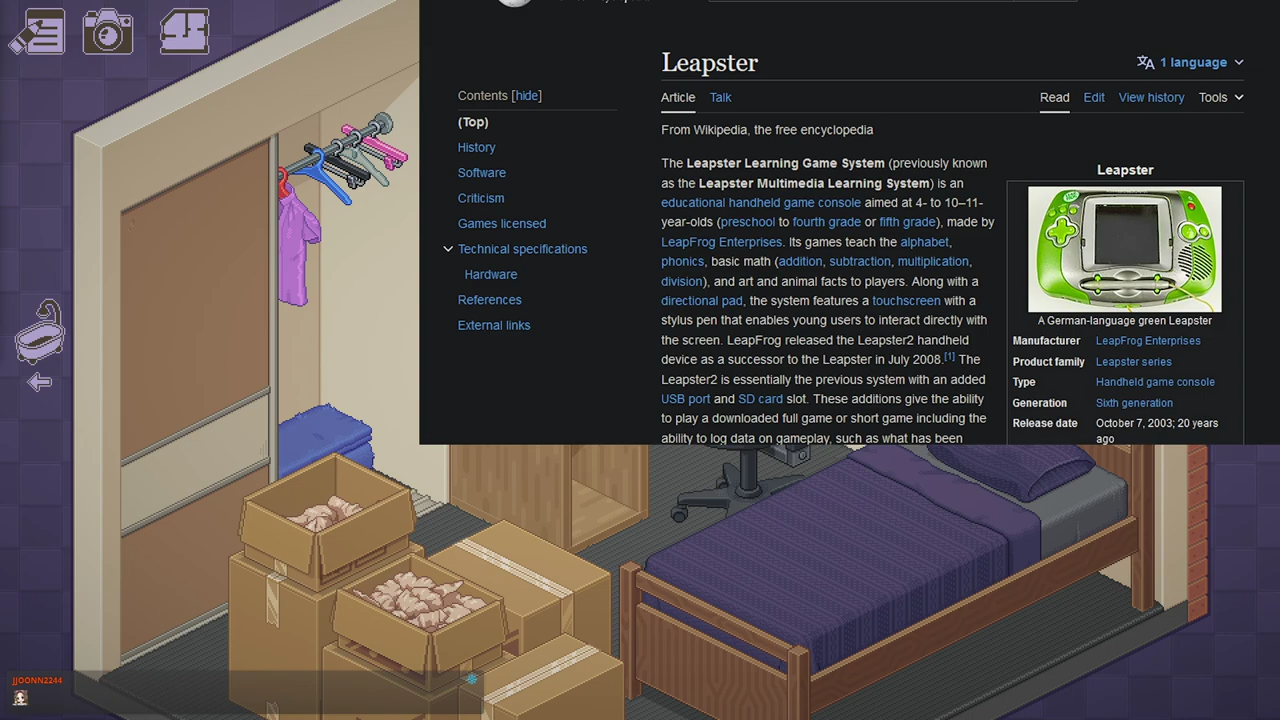 Leapster
1 language
Contents [hide]
(Top)
History
Software
Criticism
Games licensed
Technical specifications
Hardware
References
External links
Article Talk
Read Edit View history Tools
From Wikipedia, the free encyclopedia
The Leapster Learning Game System (previously known
as the Leapster Multimedia Learning System) is an
educational handheld game console aimed at 4- to 10–11-
year-olds (preschool to fourth grade or fifth grade), made by
LeapFrog Enterprises. Its games teach the alphabet,
phonics, basic math (addition, subtraction, multiplication,
division), and art and animal facts to players. Along with a
directional pad, the system features a touchscreen with a
stylus pen that enables young users to interact directly with
the screen. LeapFrog released the Leapster2 handheld
device as a successor to the Leapster in July 2008.[1] The
Leapster2 is essentially the previous system with an added
USB port and SD card slot. These additions give the ability
to play a downloaded full game or short game including the
ability to log data on gameplay, such as what has been
Leapster
A German-language green Leapster
Manufacturer LeapFrog Enterprises
Product family Leapster series
Type Handheld game console
Generation Sixth generation
Release date October 7, 2003; 20 years
ago
JJOONN2244